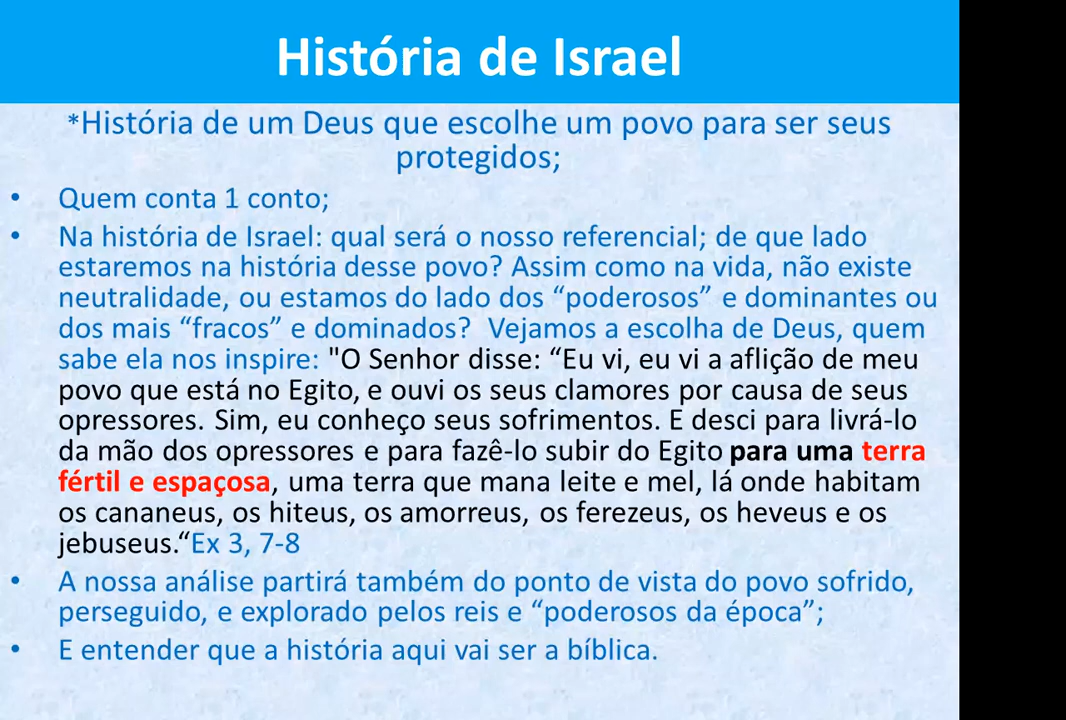 História de Israel
*História de um Deus que escolhe um povo para ser seus
protegidos;
• Quem conta 1 conto;
• Na história de Israel: qual será o nosso referencial; de que lado
estaremos na história desse povo? Assim como na vida, não existe
neutralidade, ou estamos do lado dos “poderosos” e dominantes ou
dos mais “fracos” e dominados?  Vejamos a escolha de Deus, quem
sabe ela nos inspire: "O Senhor disse: “Eu vi, eu vi a aflição de meu
povo que está no Egito, e ouvi os seus clamores por causa de seus
opressores. Sim, eu conheço seus sofrimentos. E desci para livrá-lo
da mão dos opressores e para fazê-lo subir do Egito para uma terra
fértil e espaçosa, uma terra que mana leite e mel, lá onde habitam
os cananeus, os hiteus, os amorreus, os ferezeus, os heveus e os
jebuseus.“Ex 3, 7-8
• A nossa análise partirá também do ponto de vista do povo sofrido,
perseguido, e explorado pelos reis e “poderosos da época”;
• E entender que a história aqui vai ser a bíblica.